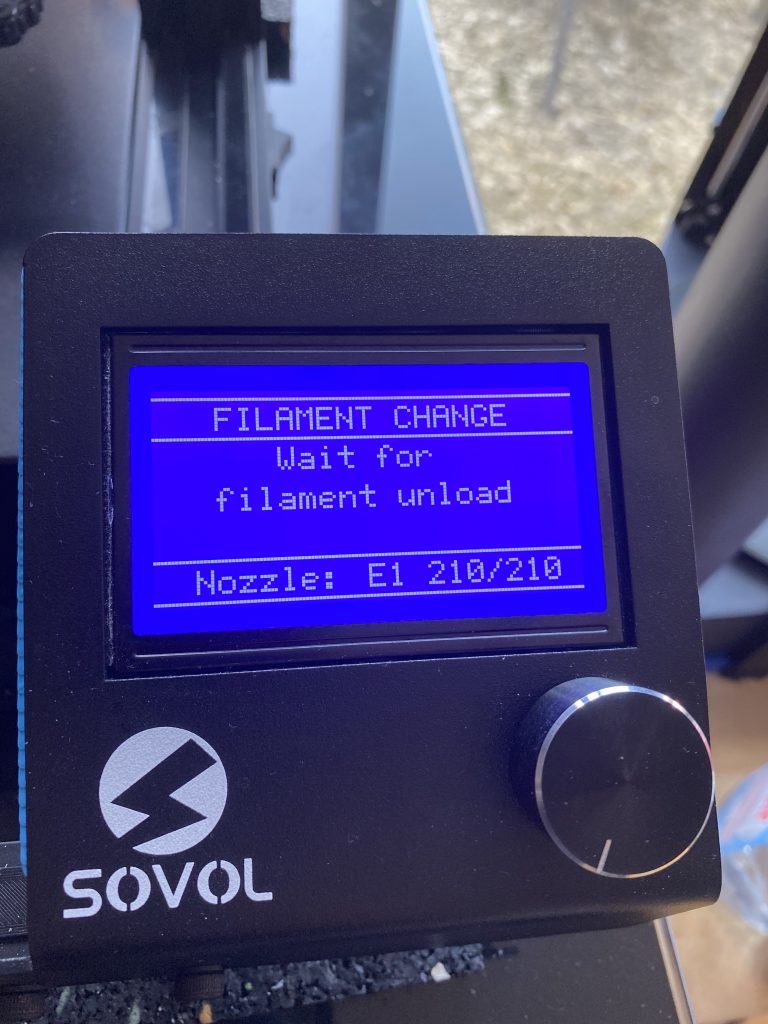 FILAMENT CHANGE
Wait for
filament unload
Nozzle: E1 210/210
SOVOL